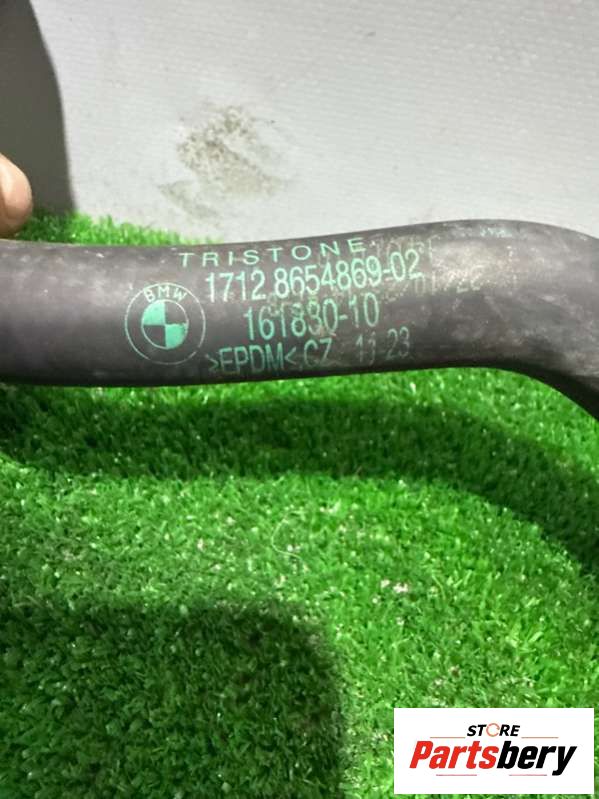 TRISTONE
BMW
1712 8654869-02
161830-10
>EPDM< CZ 11-23
STORE
Partsbery